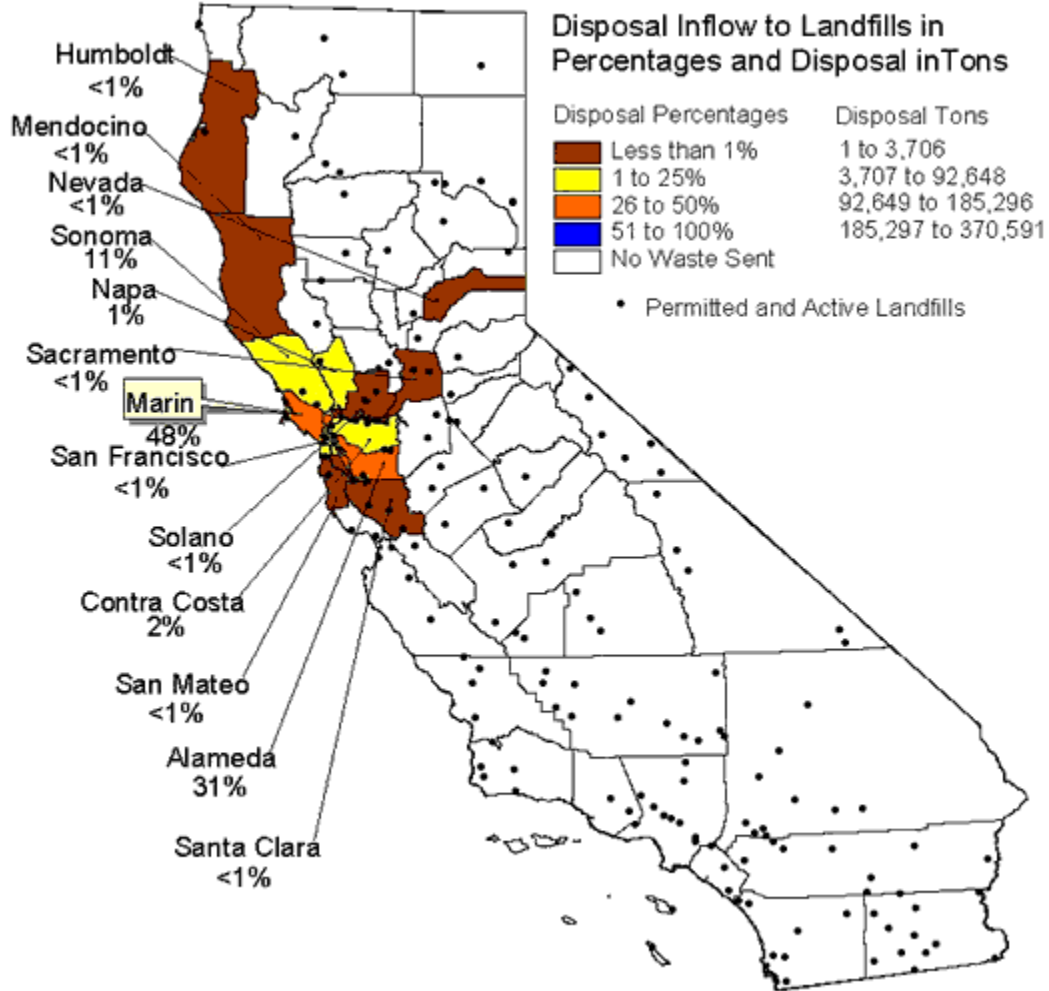 Disposal Inflow to Landfills in
Percentages and Disposal inTons
Disposal Percentages Disposal Tons
Less than 1% 1 to 3,706
1 to 25% 3,707 to 92,648
26 to 50% 92,649 to 185,296
51 to 100% 185,297 to 370,591
No Waste Sent
Permitted and Active Landfills
Humboldt
<1%
Mendocino
<1%
Nevada
<1%
Sonoma
11%
Napa
1%
Sacramento
<1%
Marin
48%
San Francisco
<1%
Solano
<1%
Contra Costa
2%
San Mateo
<1%
Alameda
31%
Santa Clara
<1%